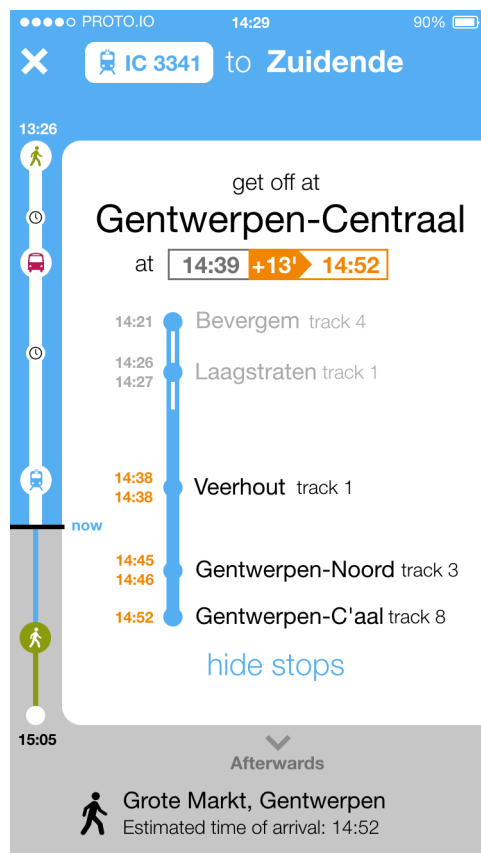 PROTO.IO 14:29 90%
IC 3341 to Zuidende
13:26
get off at
Gentwerpen-Centraal
at 14:39 +13' 14:52
14:21 Bevergem track 4
14:26
Laagstraten track 1
14:27
14:38
Veerhout track 1
14:38
now
14:45
Gentwerpen-Noord track 3
14:46
14:52 Gentwerpen-C'aal track 8
hide stops
15:05
Afterwards
Grote Markt, Gentwerpen
Estimated time of arrival: 14:52